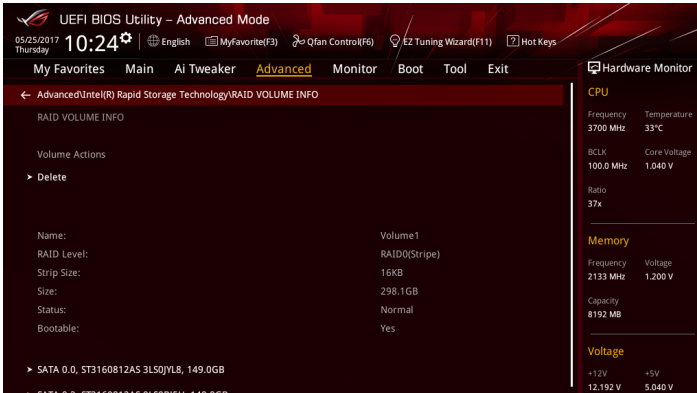 UEFI BIOS Utility – Advanced Mode
05/25/2017
Thursday
10:24
English
MyFavorite(F3)
Qfan Control(F6)
EZ Tuning Wizard(F11)
? Hot Keys
My Favorites Main Ai Tweaker Advanced Monitor Boot Tool Exit
Hardware Monitor
← Advanced\Intel(R) Rapid Storage Technology\RAID VOLUME INFO
RAID VOLUME INFO
Volume Actions
> Delete
Name: Volume1
RAID Level: RAID0(Stripe)
Strip Size: 16KB
Size: 298.1GB
Status: Normal
Bootable: Yes
> SATA 0.0, ST3160812AS 3LS0JYL8, 149.0GB
CPU
Frequency Temperature
3700 MHz 33°C
BCLK Core Voltage
100.0 MHz 1.040 V
Ratio
37x
Memory
Frequency Voltage
2133 MHz 1.200 V
Capacity
8192 MB
Voltage
+12V +5V
12.192 V 5.040 V